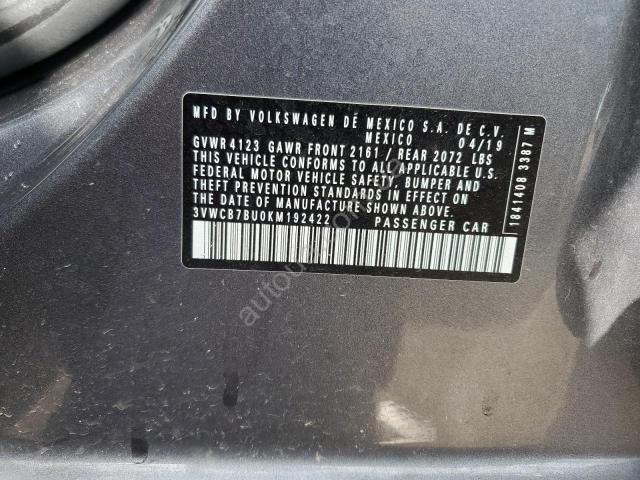 MFD BY VOLKSWAGEN DE MEXICO S.A. DE C.V.
MEXICO 04/19
GVWR 4123 GAWR FRONT 2161 / REAR 2072 LBS
THIS VEHICLE CONFORMS TO ALL APPLICABLE U.S.
FEDERAL MOTOR VEHICLE SAFETY, BUMPER AND
THEFT PREVENTION STANDARDS IN EFFECT ON
THE DATE OF MANUFACTURE SHOWN ABOVE
3VWCB7BU0KM192422 PASSENGER CAR
1841408 3387 M